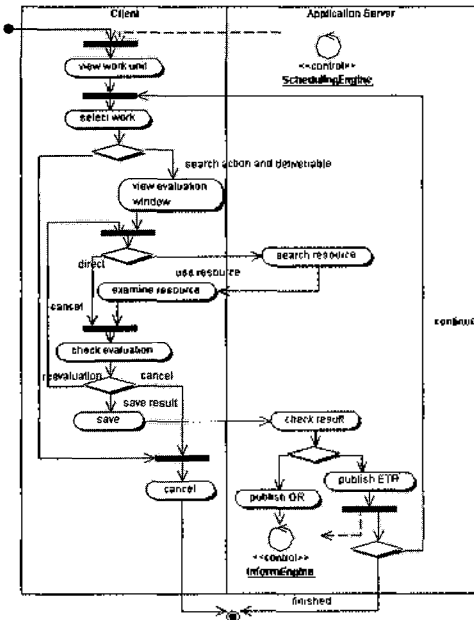 Client
Application Server
view work unit
<<control>>
SchedulingEngine
select work
search action and deliverable
view evaluation
window
direct
search resource
use resource
examine resource
cancel
continue
check evaluation
reevaluation
cancel
save result
save
check result
publish ETR
cancel
publish OR
<<control>>
InformEngine
finished